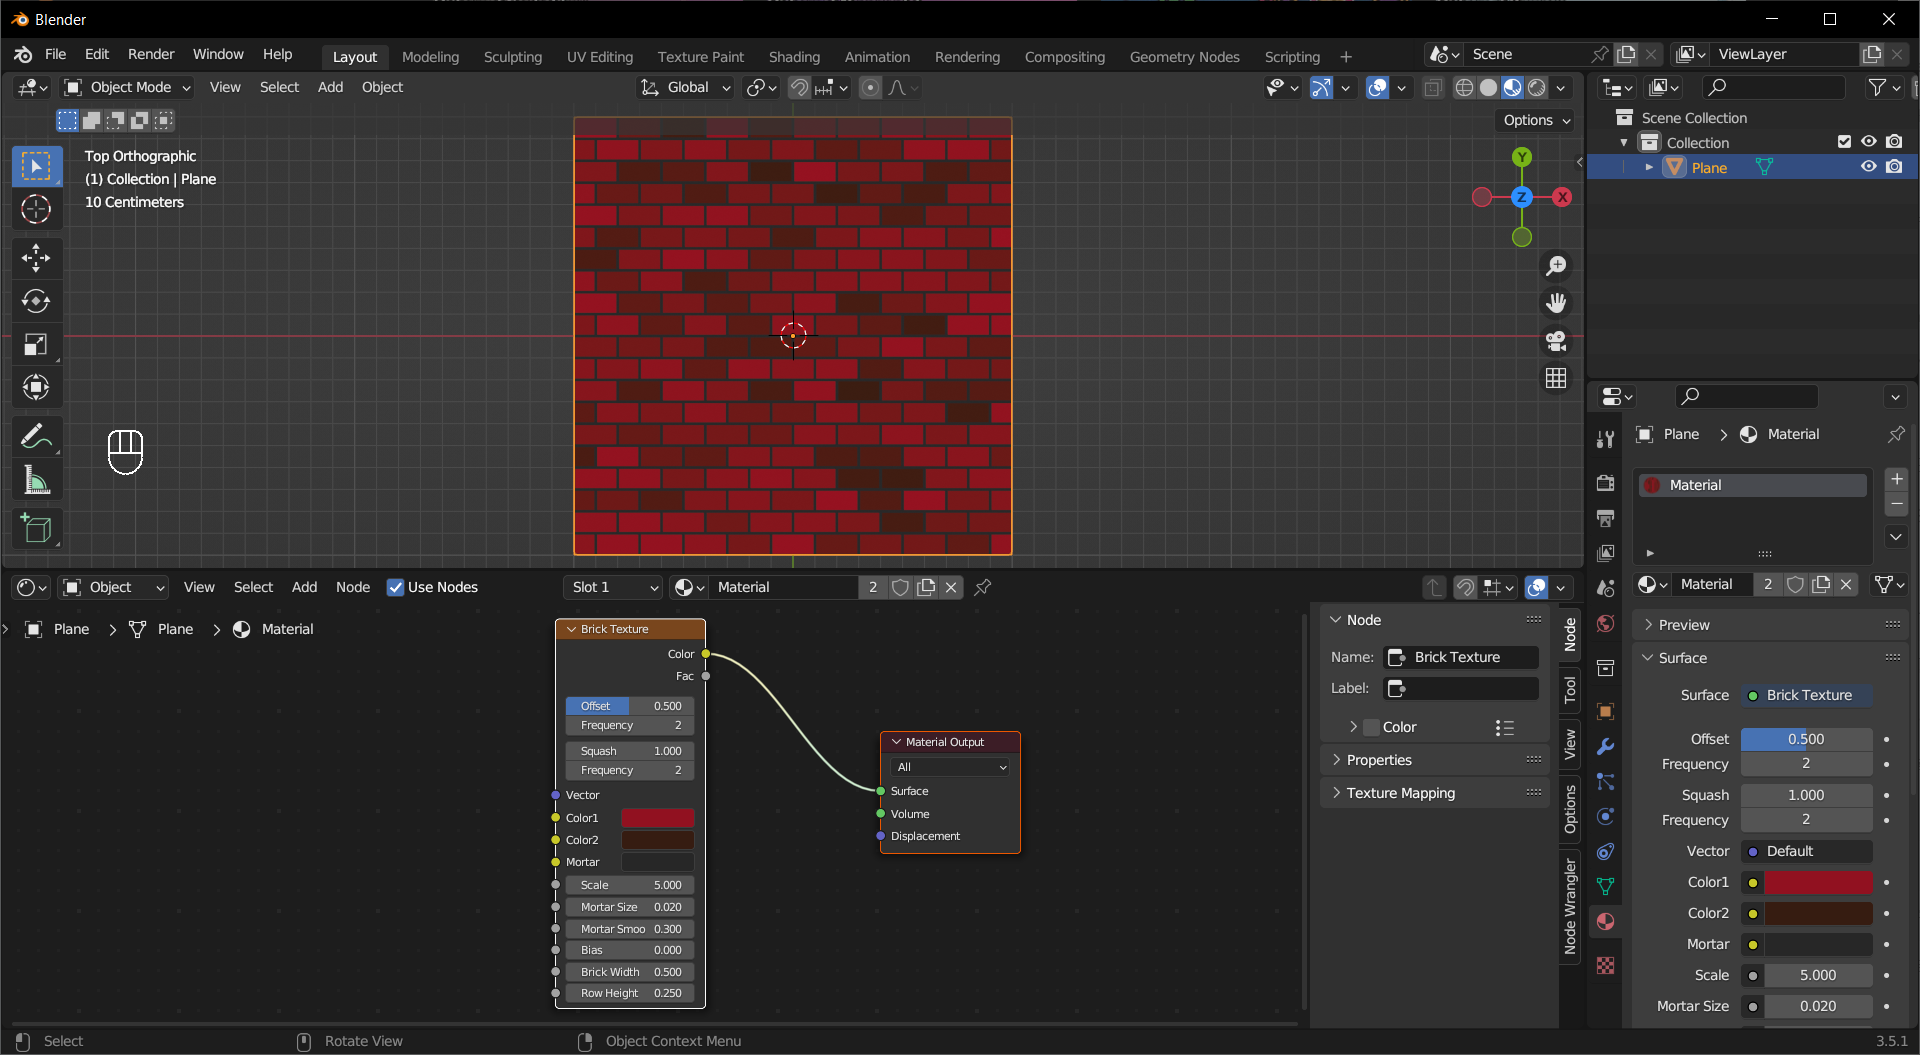 Blender
File Edit Render Window Help
Layout Modeling Sculpting UV Editing Texture Paint Shading Animation Rendering Compositing Geometry Nodes Scripting +
Scene
ViewLayer
Object Mode View Select Add Object
Global
Options
Top Orthographic
(1) Collection | Plane
10 Centimeters
Y
Z
X
Scene Collection
Collection
Plane
Plane > Material
Material
Material 2
Preview
Surface
Surface Brick Texture
Offset 0.500
Frequency 2
Squash 1.000
Frequency 2
Vector Default
Color1
Color2
Mortar
Scale 5.000
Mortar Size 0.020
Object View Select Add Node Use Nodes
Slot 1
Material 2
Plane > Plane > Material
Brick Texture
Color
Fac
Offset 0.500
Frequency 2
Squash 1.000
Frequency 2
Vector
Color1
Color2
Mortar
Scale 5.000
Mortar Size 0.020
Mortar Smoo 0.300
Bias 0.000
Brick Width 0.500
Row Height 0.250
Material Output
All
Surface
Volume
Displacement
Node
Name: Brick Texture
Label:
Color
Properties
Texture Mapping
Node
Tool
View
Options
Node Wrangler
Select
Rotate View
Object Context Menu
3.5.1